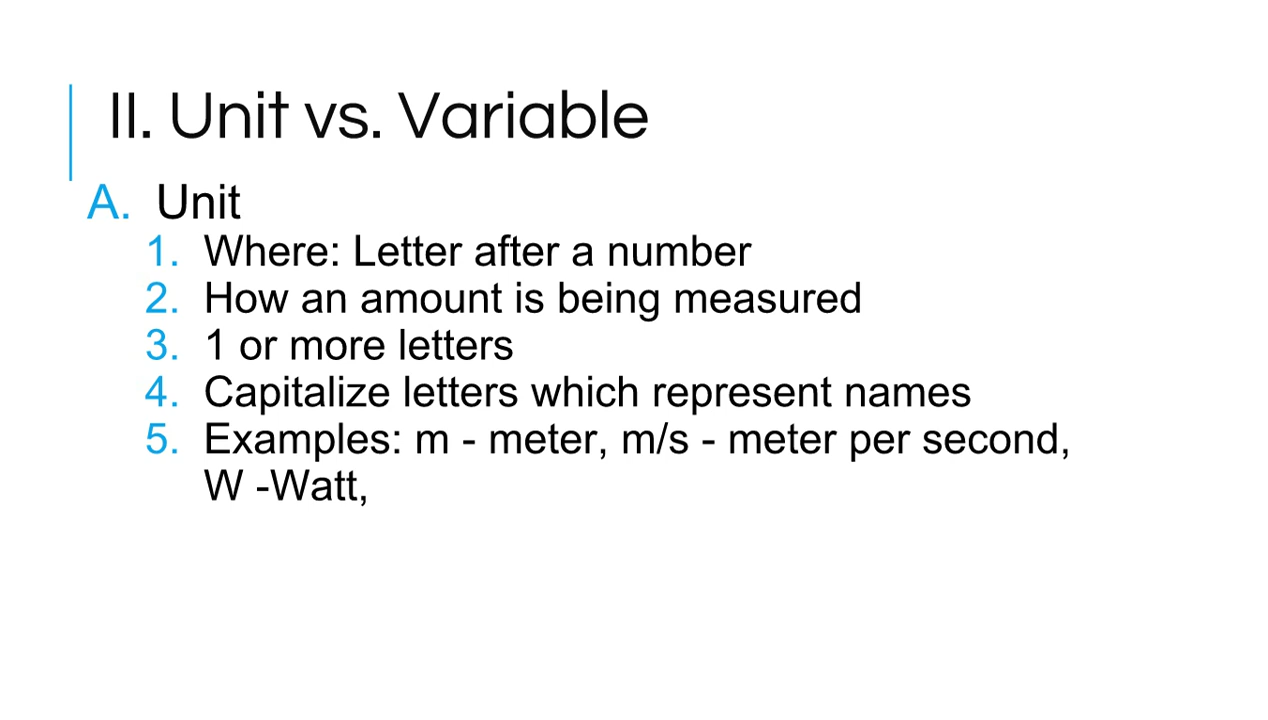 II. Unit vs. Variable
A. Unit
1. Where: Letter after a number
2. How an amount is being measured
3. 1 or more letters
4. Capitalize letters which represent names
5. Examples: m - meter, m/s - meter per second,
W -Watt,